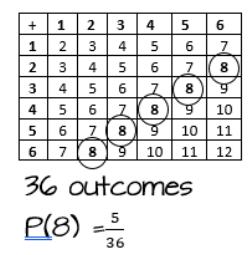 + 1 2 3 4 5 6
1 2 3 4 5 6 7
2 3 4 5 6 7 8
3 4 5 6 7 8 9
4 5 6 7 8 9 10
5 6 7 8 9 10 11
6 7 8 9 10 11 12
36 outcomes
P(8) = 5/36